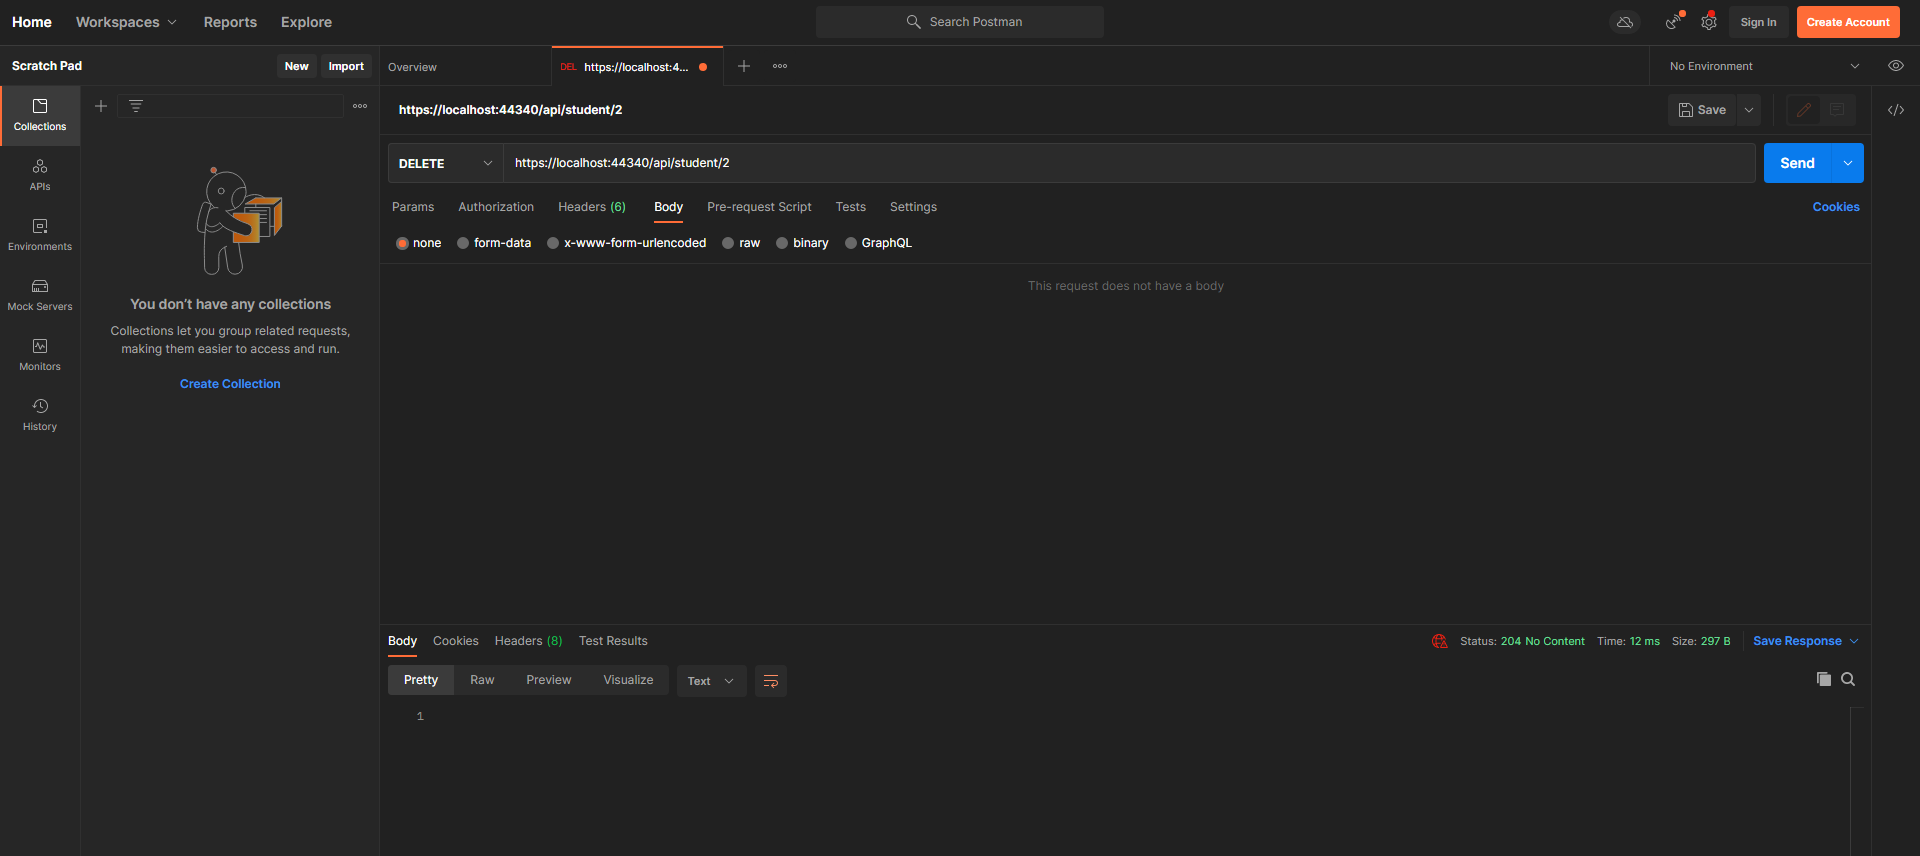 Home Workspaces Reports Explore Search Postman Sign In Create Account
Scratch Pad New Import Overview DEL https://localhost:4... No Environment
https://localhost:44340/api/student/2 Save
Collections
DELETE https://localhost:44340/api/student/2 Send
APIs
Params Authorization Headers (6) Body Pre-request Script Tests Settings Cookies
none form-data x-www-form-urlencoded raw binary GraphQL
Environments
This request does not have a body
Mock Servers
You don’t have any collections
Collections let you group related requests,
making them easier to access and run.
Monitors
Create Collection
History
Body Cookies Headers (8) Test Results Status: 204 No Content Time: 12 ms Size: 297 B Save Response
Pretty Raw Preview Visualize Text
1